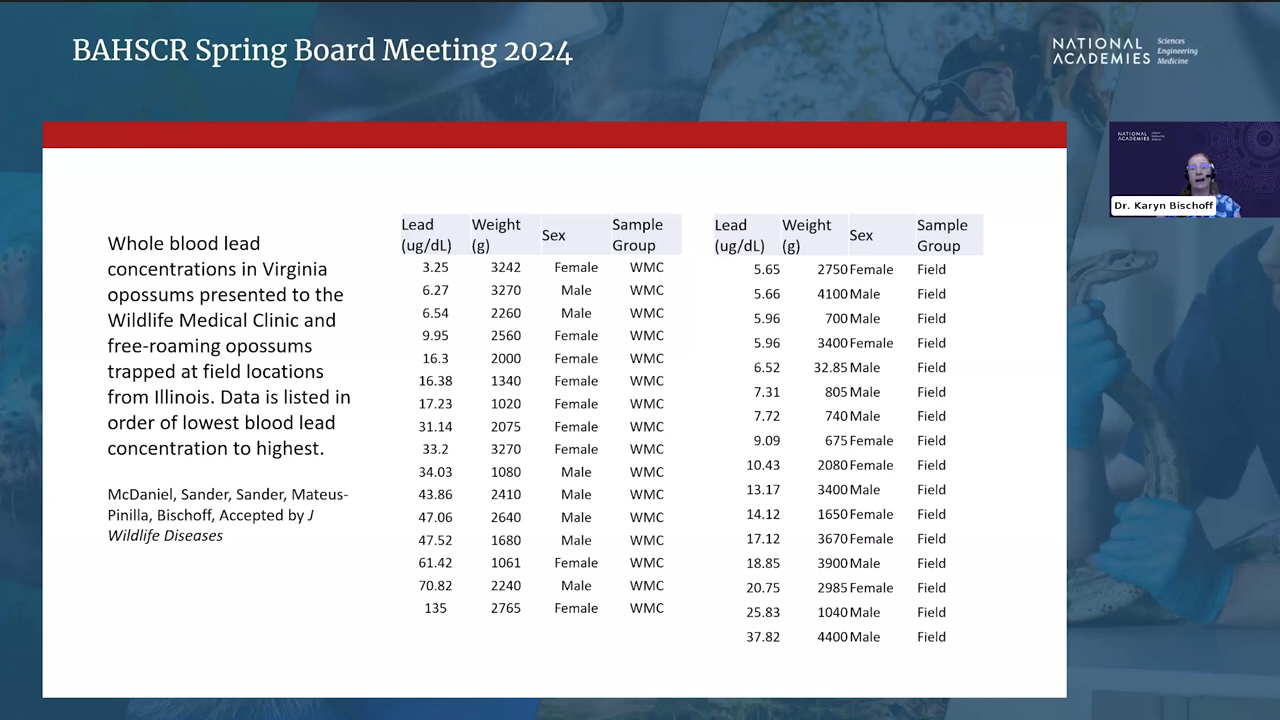 BAHSCR Spring Board Meeting 2024
NATIONAL ACADEMIES
Sciences
Engineering
Medicine
NATIONAL
ACADEMIES
Dr. Karyn Bischoff
Whole blood lead
concentrations in Virginia
opossums presented to the
Wildlife Medical Clinic and
free-roaming opossums
trapped at field locations
from Illinois. Data is listed in
order of lowest blood lead
concentration to highest.
McDaniel, Sander, Sander, Mateus-
Pinilla, Bischoff, Accepted by J
Wildlife Diseases
Lead (ug/dL) Weight (g) Sex Sample Group
3.25 3242 Female WMC
6.27 3270 Male WMC
6.54 2260 Male WMC
9.95 2560 Female WMC
16.3 2000 Female WMC
16.38 1340 Female WMC
17.23 1020 Female WMC
31.14 2075 Female WMC
33.2 3270 Female WMC
34.03 1080 Male WMC
43.86 2410 Male WMC
47.06 2640 Male WMC
47.52 1680 Male WMC
61.42 1061 Female WMC
70.82 2240 Male WMC
135 2765 Female WMC
Lead (ug/dL) Weight (g) Sex Sample Group
5.65 2750 Female Field
5.66 4100 Male Field
5.96 700 Male Field
5.96 3400 Female Field
6.52 32.85 Male Field
7.31 805 Male Field
7.72 740 Male Field
9.09 675 Female Field
10.43 2080 Female Field
13.17 3400 Male Field
14.12 1650 Female Field
17.12 3670 Female Field
18.85 3900 Male Field
20.75 2985 Female Field
25.83 1040 Male Field
37.82 4400 Male Field